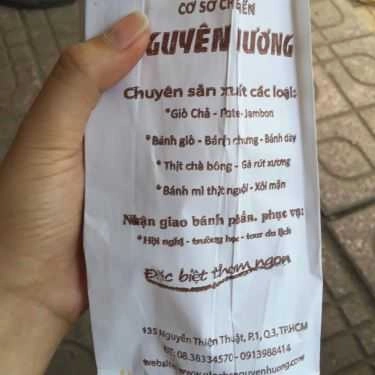 CƠ SỞ CHẾ BIẾN
NGUYÊN HƯƠNG
Chuyên sản xuất các loại:
*Giò Chả - Pate - Jambon
*Bánh giò - Bánh chưng - Bánh dày
*Thịt chà bông - Gà rút xương
*Bánh mì thịt nguội - Xôi mặn
Nhận giao bánh phần, phục vụ:
*Hội nghị - trường học - tour du lịch
Đặc biệt thơm ngon
435 Nguyễn Thiện Thuật, P.1, Q.3, TP.HCM
ĐT: 08.38334570 - 0913988414
website: